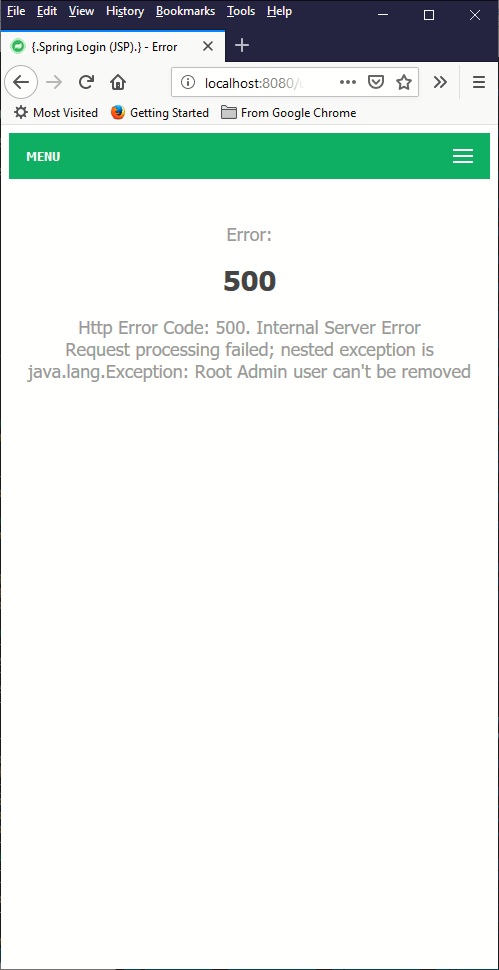 File Edit View History Bookmarks Tools Help
{.Spring Login (JSP).} - Error
localhost:8080/
Most Visited Getting Started From Google Chrome
MENU
Error:
500
Http Error Code: 500. Internal Server Error
Request processing failed; nested exception is
java.lang.Exception: Root Admin user can't be removed